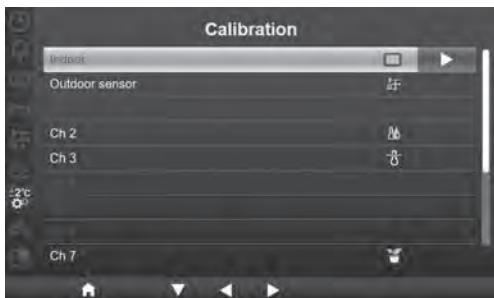 Calibration
Indoor
Outdoor sensor
Ch 2
Ch 3
Ch 7